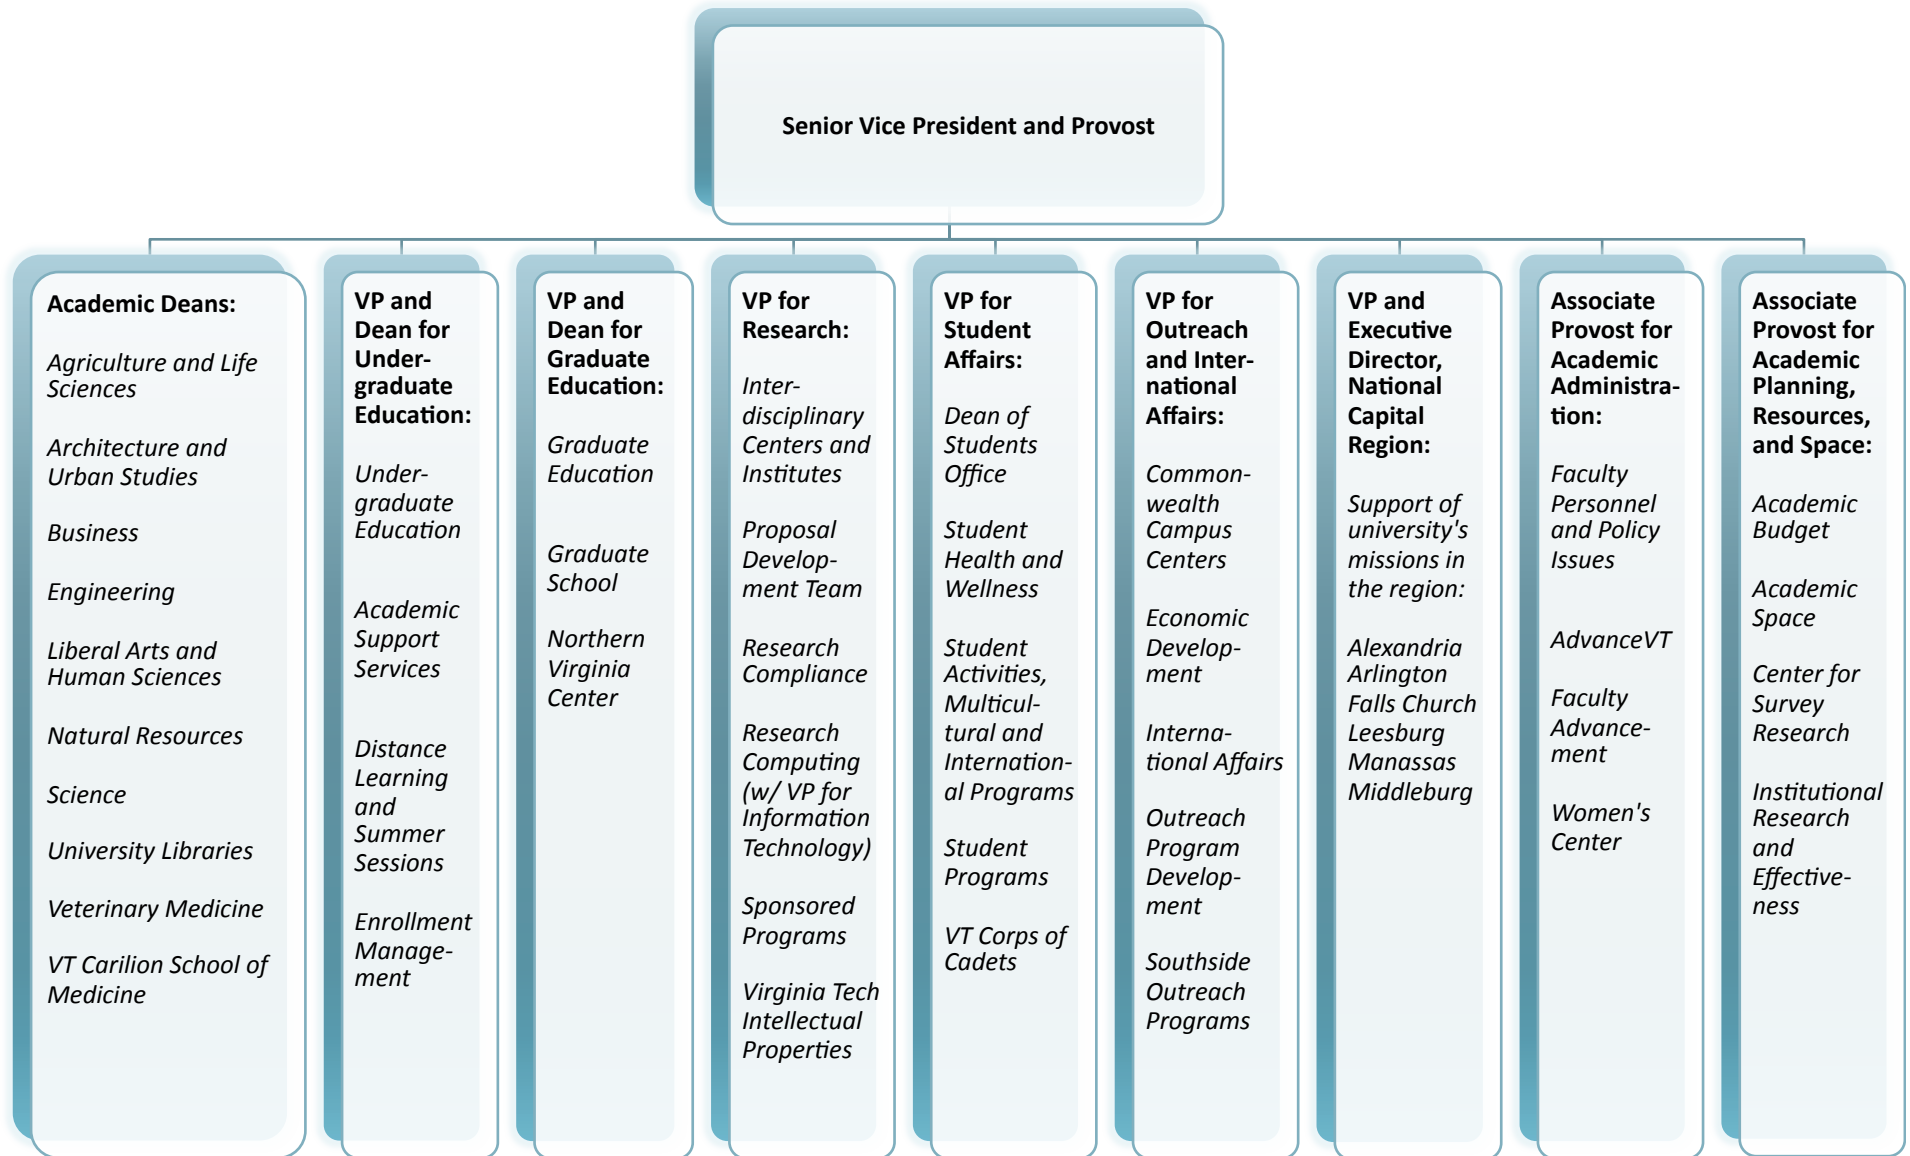 Senior Vice President and Provost
Academic Deans:
Agriculture and Life
Sciences
Architecture and
Urban Studies
Business
Engineering
Liberal Arts and
Human Sciences
Natural Resources
Science
University Libraries
Veterinary Medicine
VT Carilion School of
Medicine
VP and
Dean for
Under-
graduate
Education:
Under-
graduate
Education
Academic
Support
Services
Distance
Learning
and
Summer
Sessions
Enrollment
Manage-
ment
VP and
Dean for
Graduate
Education:
Graduate
Education
Graduate
School
Northern
Virginia
Center
VP for
Research:
Inter-
disciplinary
Centers and
Institutes
Proposal
Develop-
ment Team
Research
Compliance
Research
Computing
(w/ VP for
Information
Technology)
Sponsored
Programs
Virginia Tech
Intellectual
Properties
VP for
Student
Affairs:
Dean of
Students
Office
Student
Health and
Wellness
Student
Activities,
Multicul-
tural and
Internation-
al Programs
Student
Programs
VT Corps of
Cadets
VP for
Outreach
and Inter-
national
Affairs:
Common-
wealth
Campus
Centers
Economic
Develop-
ment
Interna-
tional Affairs
Outreach
Program
Develop-
ment
Southside
Outreach
Programs
VP and
Executive
Director,
National
Capital
Region:
Support of
university's
missions in
the region:
Alexandria
Arlington
Falls Church
Leesburg
Manassas
Middleburg
Associate
Provost for
Academic
Administra-
tion:
Faculty
Personnel
and Policy
Issues
AdvanceVT
Faculty
Advance-
ment
Women's
Center
Associate
Provost for
Academic
Planning,
Resources,
and Space:
Academic
Budget
Academic
Space
Center for
Survey
Research
Institutional
Research
and
Effective-
ness